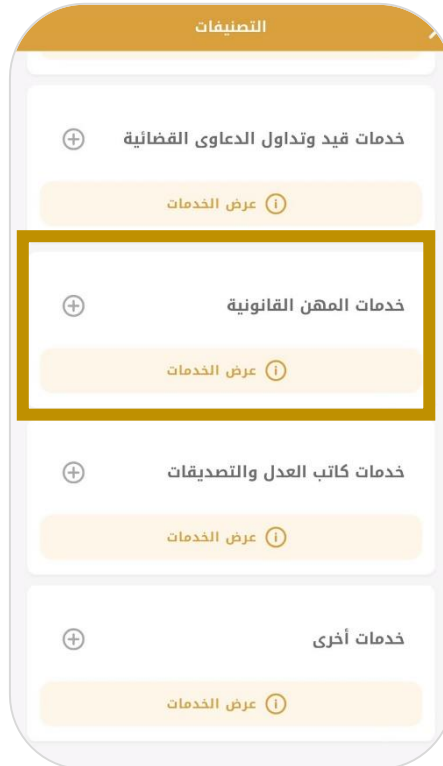 التصنيفات
خدمات قيد وتداول الدعاوى القضائية
عرض الخدمات
خدمات المهن القانونية
عرض الخدمات
خدمات كاتب العدل والتصديقات
عرض الخدمات
خدمات أخرى
عرض الخدمات